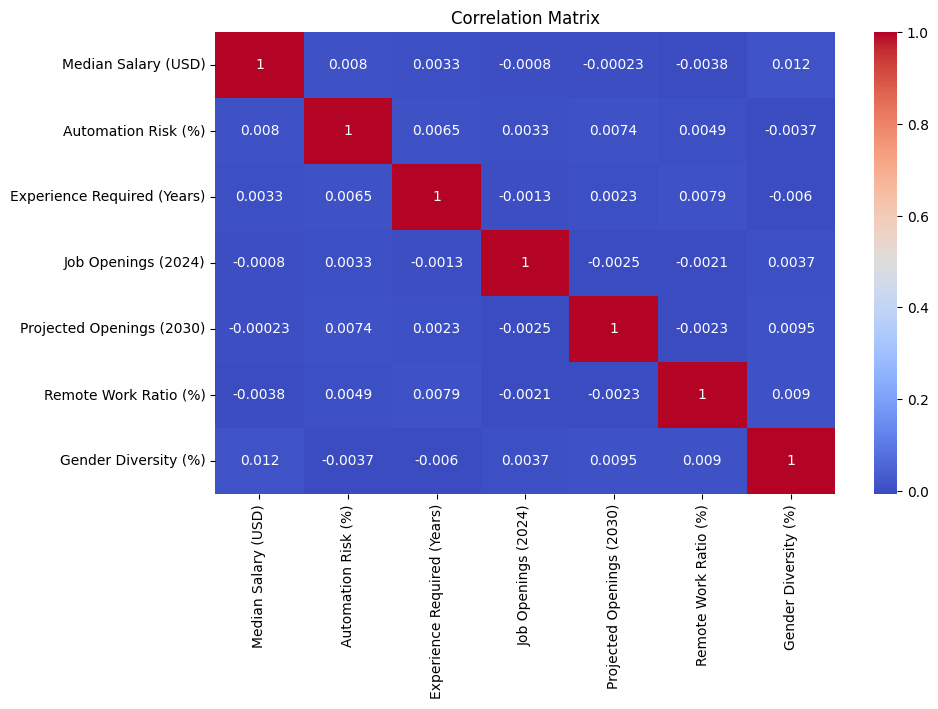 Correlation Matrix
Median Salary (USD) 1 0.008 0.0033 -0.0008 -0.00023 -0.0038 0.012
Automation Risk (%) 0.008 1 0.0065 0.0033 0.0074 0.0049 -0.0037
Experience Required (Years) 0.0033 0.0065 1 -0.0013 0.0023 0.0079 -0.006
Job Openings (2024) -0.0008 0.0033 -0.0013 1 -0.0025 -0.0021 0.0037
Projected Openings (2030) -0.00023 0.0074 0.0023 -0.0025 1 -0.0023 0.0095
Remote Work Ratio (%) -0.0038 0.0049 0.0079 -0.0021 -0.0023 1 0.009
Gender Diversity (%) 0.012 -0.0037 -0.006 0.0037 0.0095 0.009 1
Median Salary (USD)
Automation Risk (%)
Experience Required (Years)
Job Openings (2024)
Projected Openings (2030)
Remote Work Ratio (%)
Gender Diversity (%)
1.0
0.8
0.6
0.4
0.2
0.0